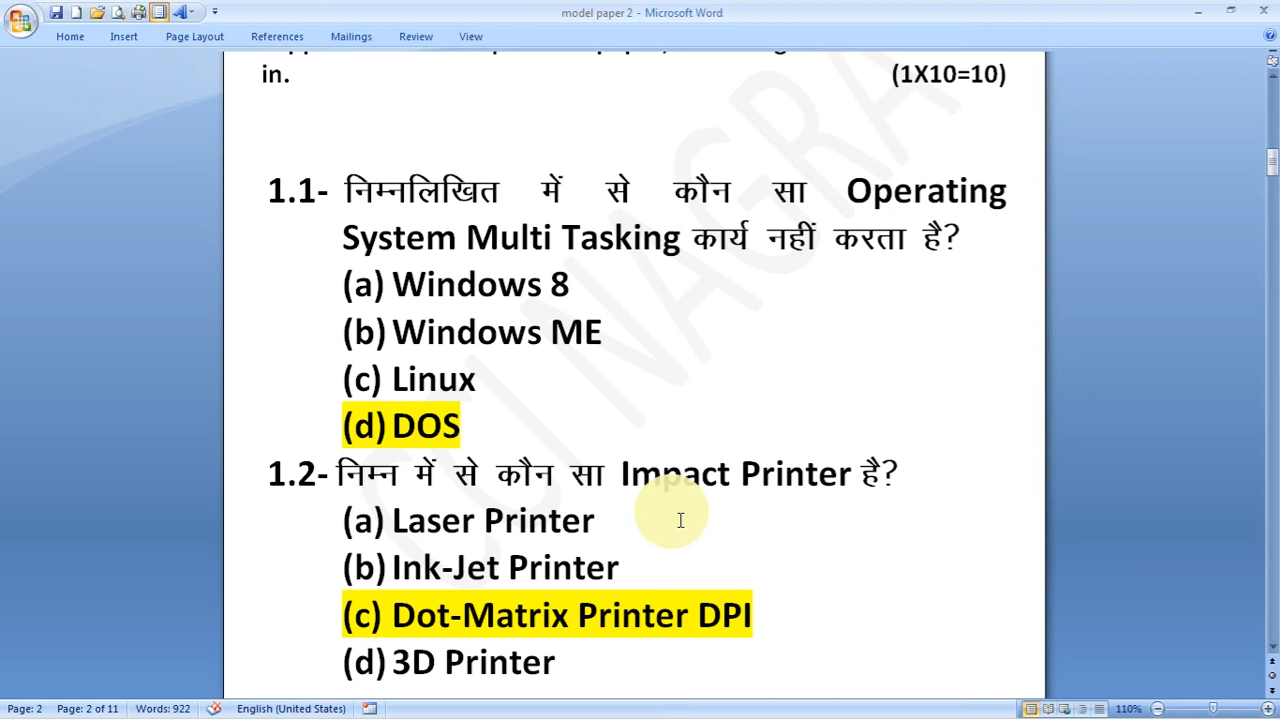 model paper 2 - Microsoft Word
Home Insert Page Layout References Mailings Review View
in. (1X10=10)
1.1- निम्नलिखित में से कौन सा Operating
System Multi Tasking कार्य नहीं करता है?
(a) Windows 8
(b) Windows ME
(c) Linux
(d) DOS
1.2- निम्न में से कौन सा Impact Printer है?
(a) Laser Printer
(b) Ink-Jet Printer
(c) Dot-Matrix Printer DPI
(d) 3D Printer
CCI NAGRA
Page: 2 Page: 2 of 11 Words: 922 English (United States) 110%